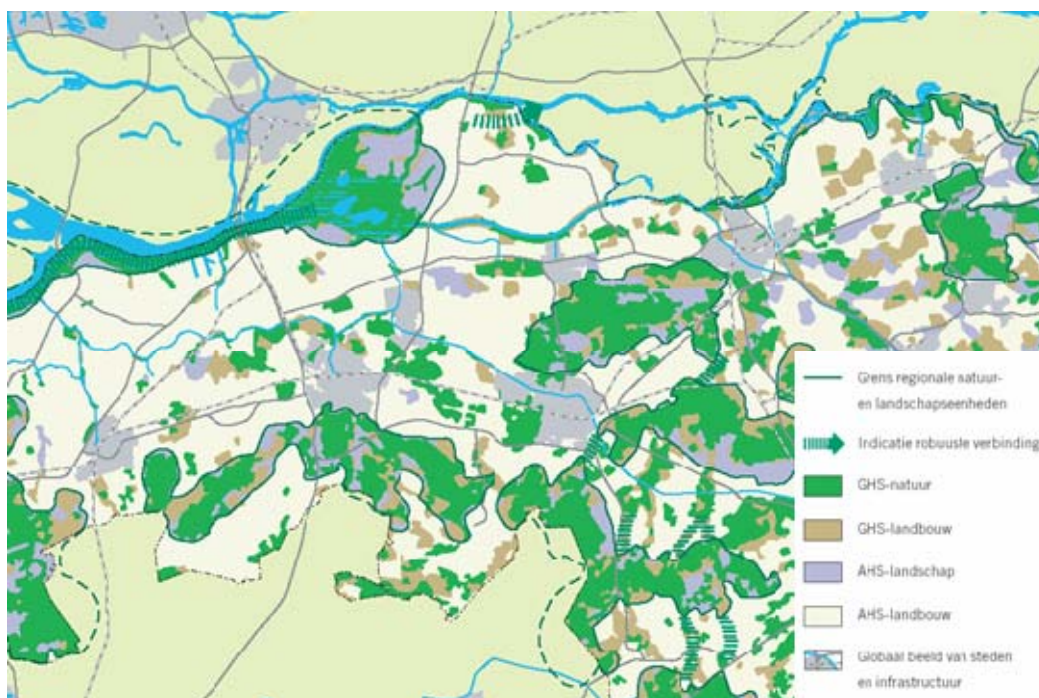 Grens regionale natuur-
en landschapseenheden
Indicatie robuuste verbinding
GHS-natuur
GHS-landbouw
AHS-landschap
AHS-landbouw
Globaal beeld van steden
en infrastructuur